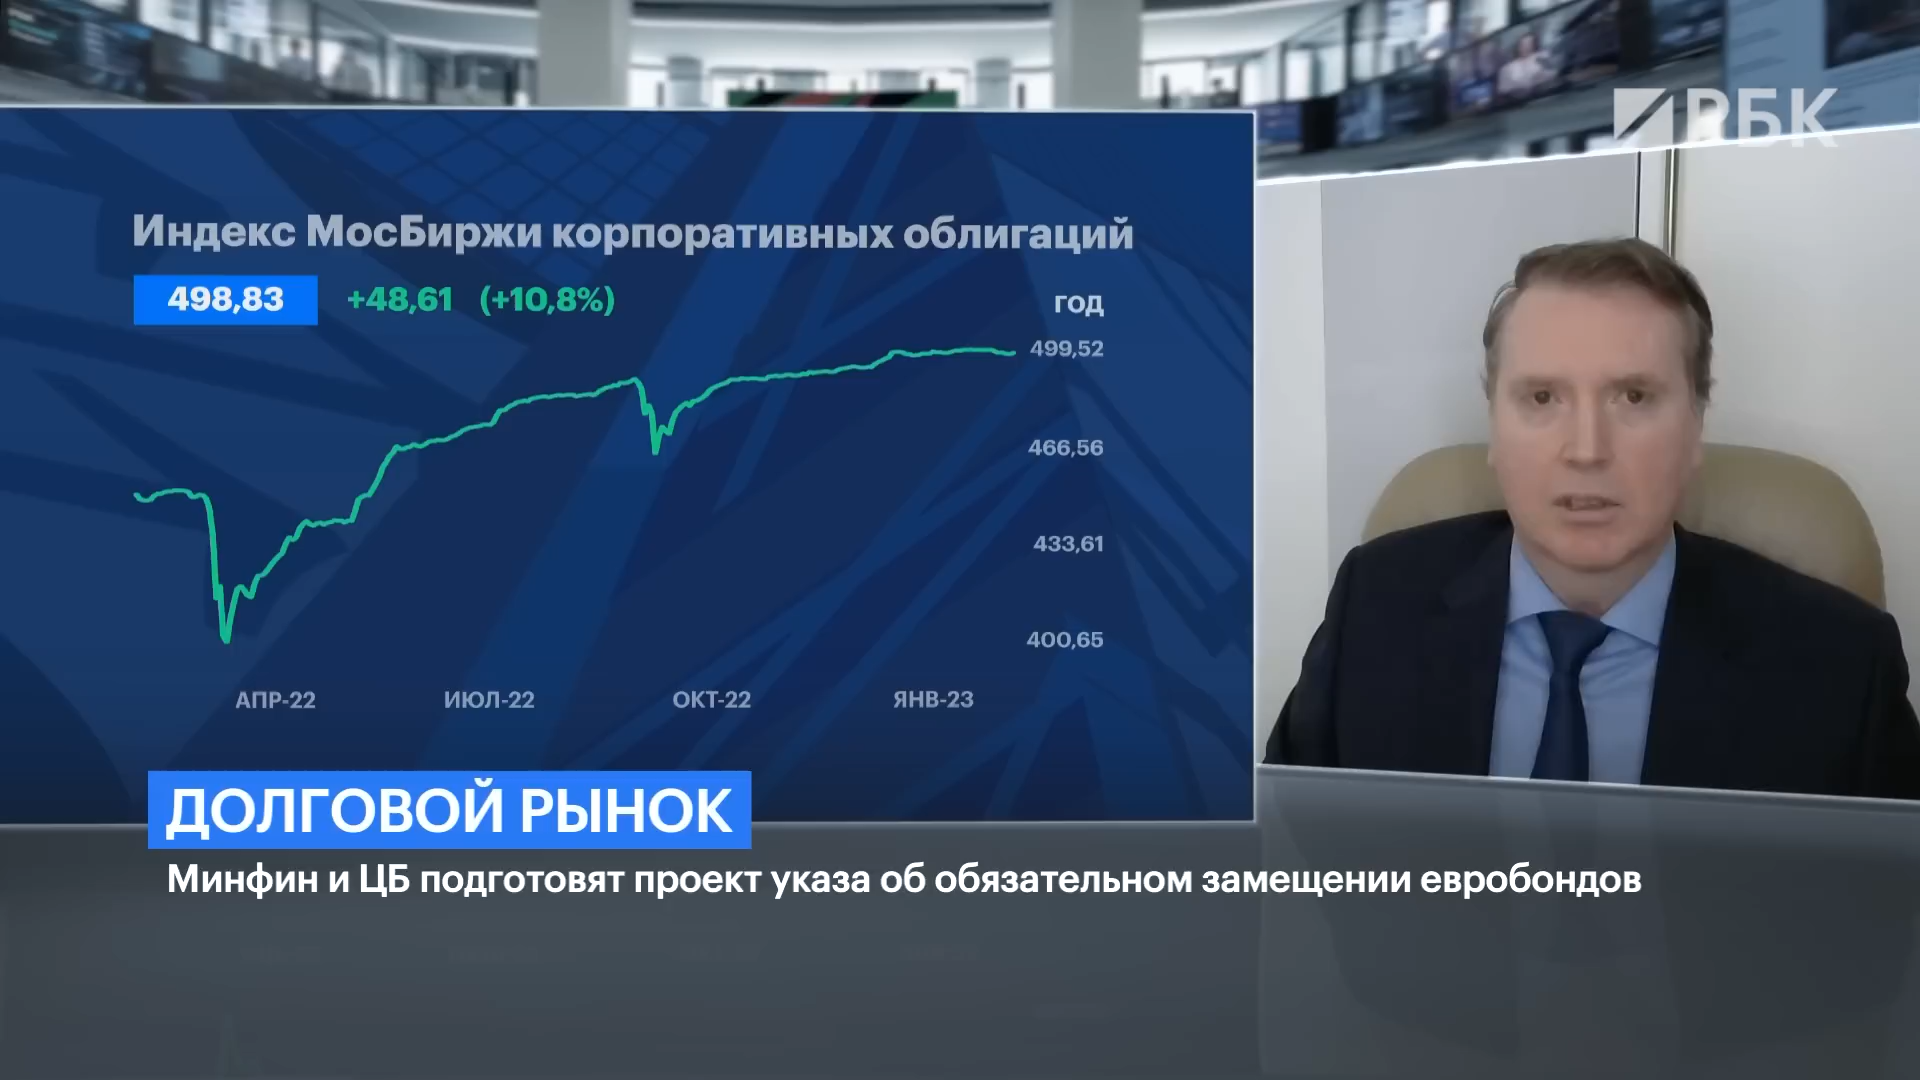 РБК
Индекс МосБиржи корпоративных облигаций
498,83 +48,61 (+10,8%)
год
499,52
466,56
433,61
400,65
АПР-22 ИЮЛ-22 ОКТ-22 ЯНВ-23
ДОЛГОВОЙ РЫНОК
Минфин и ЦБ подготовят проект указа об обязательном замещении евробондов